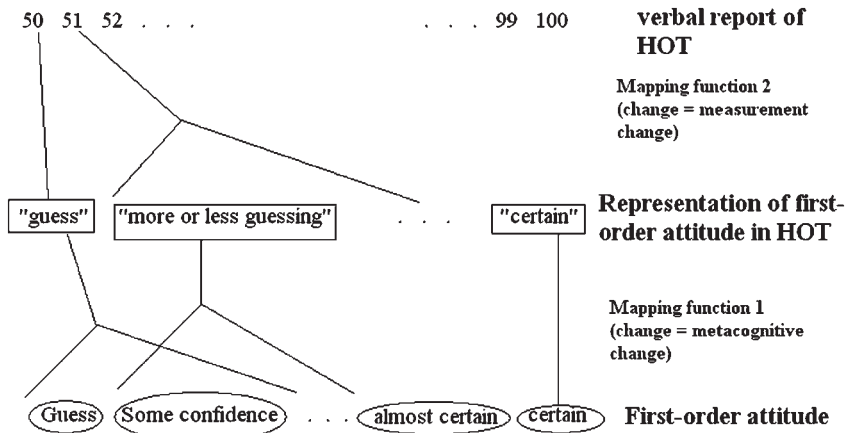 50 51 52 . . . . . . 99 100
verbal report of
HOT
Mapping function 2
(change = measurement
change)
"guess" "more or less guessing" . . . "certain"
Representation of first-
order attitude in HOT
Mapping function 1
(change = metacognitive
change)
Guess Some confidence . . . almost certain certain First-order attitude